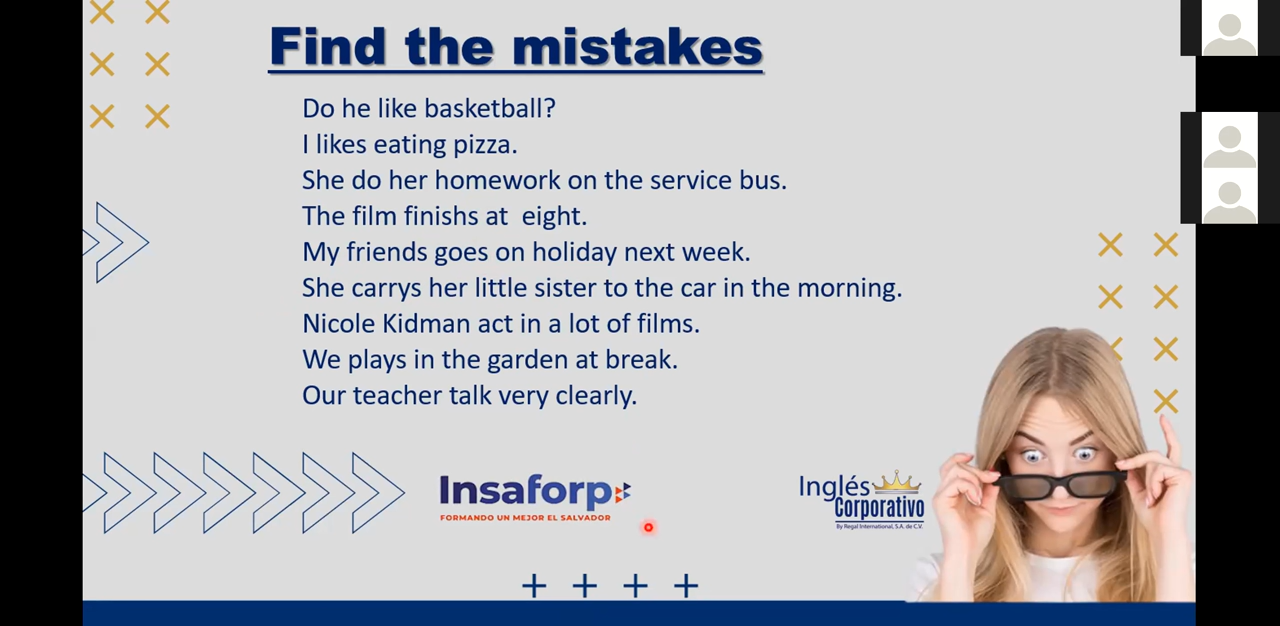 Find the mistakes
Do he like basketball?
I likes eating pizza.
She do her homework on the service bus.
The film finishs at  eight.
My friends goes on holiday next week.
She carrys her little sister to the car in the morning.
Nicole Kidman act in a lot of films.
We plays in the garden at break.
Our teacher talk very clearly.
Insaforp
FORMANDO UN MEJOR EL SALVADOR
Inglés
Corporativo
By Regal International, S.A. de C.V.